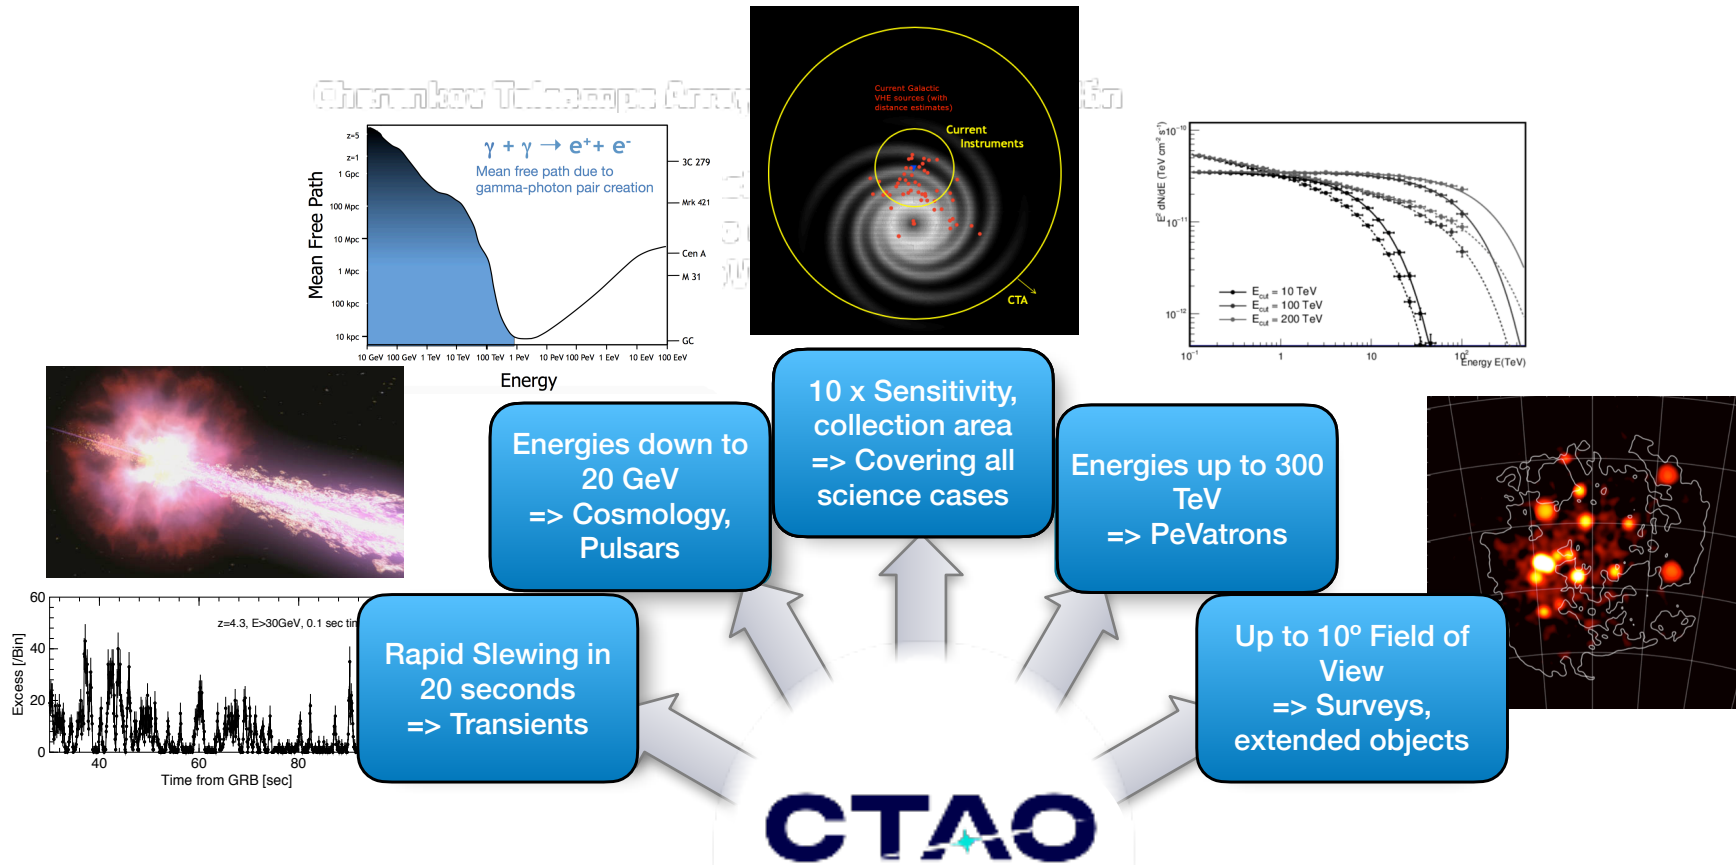 Cherenkov Telescope Array
Current Galactic
VHE sources (with
distance estimates)
Current
Instruments
CTA
γ + γ → e⁺ + e⁻
Mean free path due to
gamma-photon pair creation
Mean Free Path
z=5
z=1
1 Gpc
100 Mpc
10 Mpc
1 Mpc
100 kpc
10 kpc
3C 279
Mrk 421
Cen A
M 31
GC
10 GeV 100 GeV 1 TeV 10 TeV 100 TeV 1 PeV 10 PeV 100 PeV 1 EeV 10 EeV 100 EeV
Energy
E² dN/dE (TeV cm⁻² s⁻¹)
10⁻¹⁰
10⁻¹¹
10⁻¹²
E_cut = 10 TeV
E_cut = 100 TeV
E_cut = 200 TeV
10⁻¹ 1 10 10²
Energy E(TeV)
10 x Sensitivity,
collection area
=> Covering all
science cases
Energies down to
20 GeV
=> Cosmology,
Pulsars
Energies up to 300
TeV
=> PeVatrons
Rapid Slewing in
20 seconds
=> Transients
Up to 10º Field of
View
=> Surveys,
extended objects
z=4.3, E>30GeV, 0.1 sec
Excess [/Bin]
60
40
20
0
40 60 80
Time from GRB [sec]
CTAO